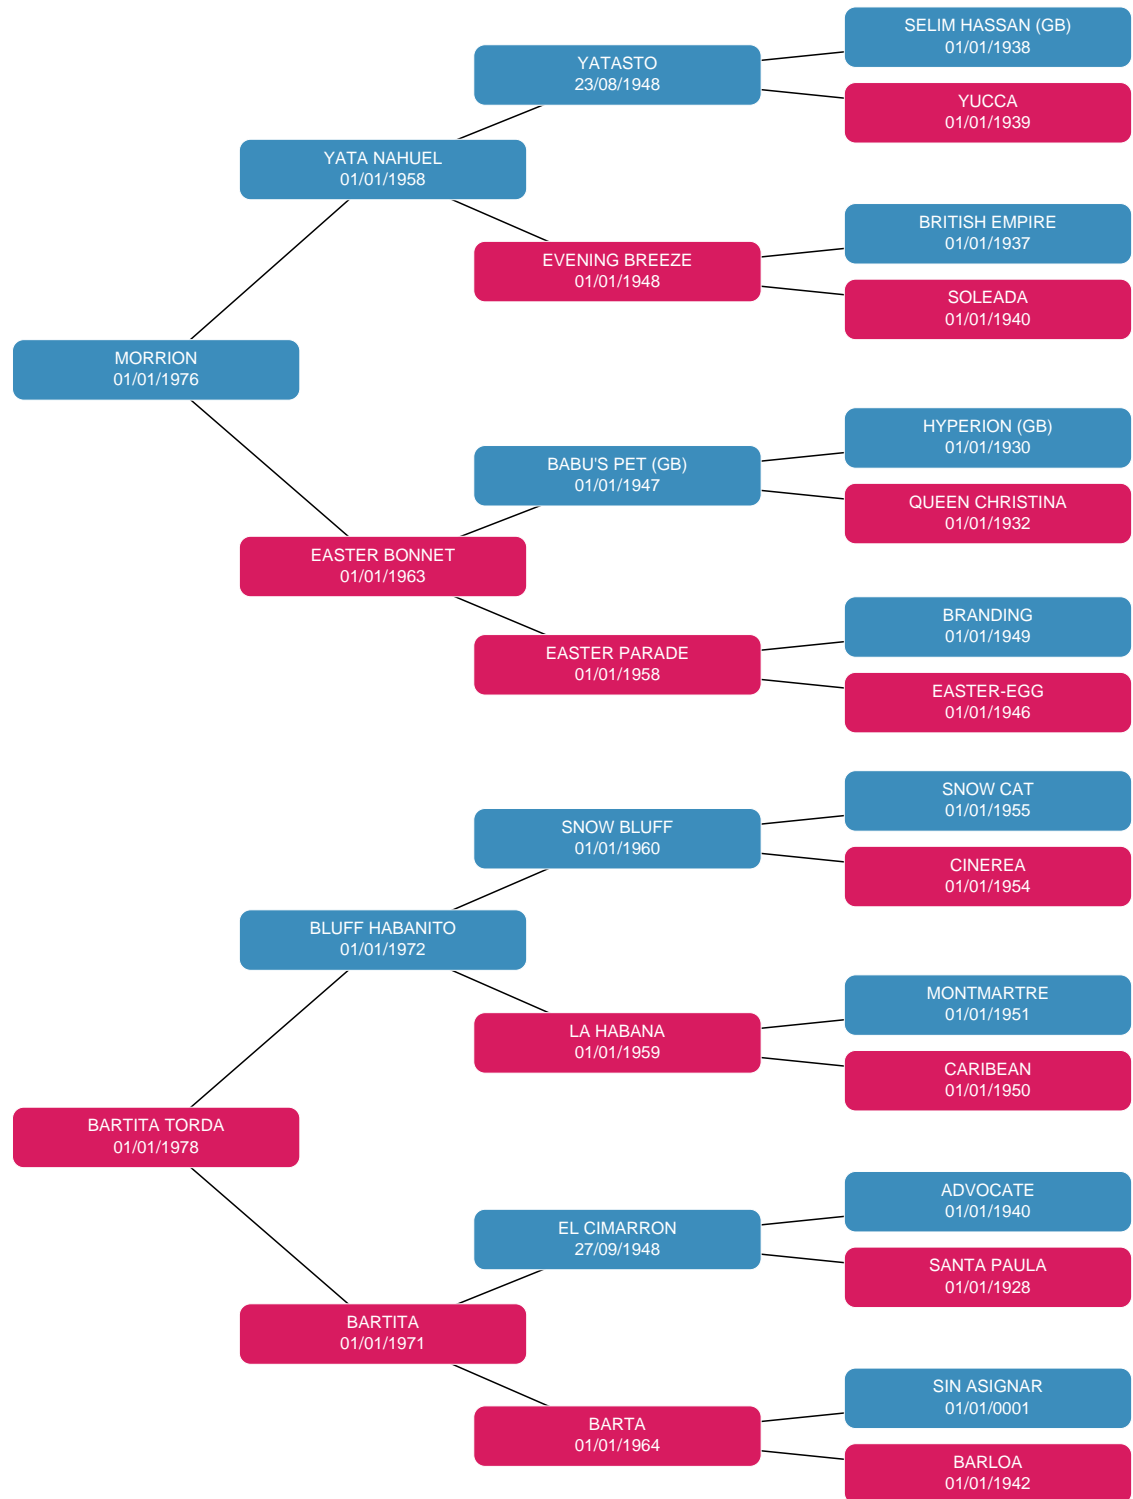 SELIM HASSAN (GB)
01/01/1938
YATASTO
23/08/1948
YUCCA
01/01/1939
YATA NAHUEL
01/01/1958
BRITISH EMPIRE
01/01/1937
EVENING BREEZE
01/01/1948
SOLEADA
01/01/1940
MORRION
01/01/1976
HYPERION (GB)
01/01/1930
BABU'S PET (GB)
01/01/1947
QUEEN CHRISTINA
01/01/1932
EASTER BONNET
01/01/1963
BRANDING
01/01/1949
EASTER PARADE
01/01/1958
EASTER-EGG
01/01/1946
SNOW CAT
01/01/1955
SNOW BLUFF
01/01/1960
CINEREA
01/01/1954
BLUFF HABANITO
01/01/1972
MONTMARTRE
01/01/1951
LA HABANA
01/01/1959
CARIBEAN
01/01/1950
BARTITA TORDA
01/01/1978
ADVOCATE
01/01/1940
EL CIMARRON
27/09/1948
SANTA PAULA
01/01/1928
BARTITA
01/01/1971
SIN ASIGNAR
01/01/0001
BARTA
01/01/1964
BARLOA
01/01/1942